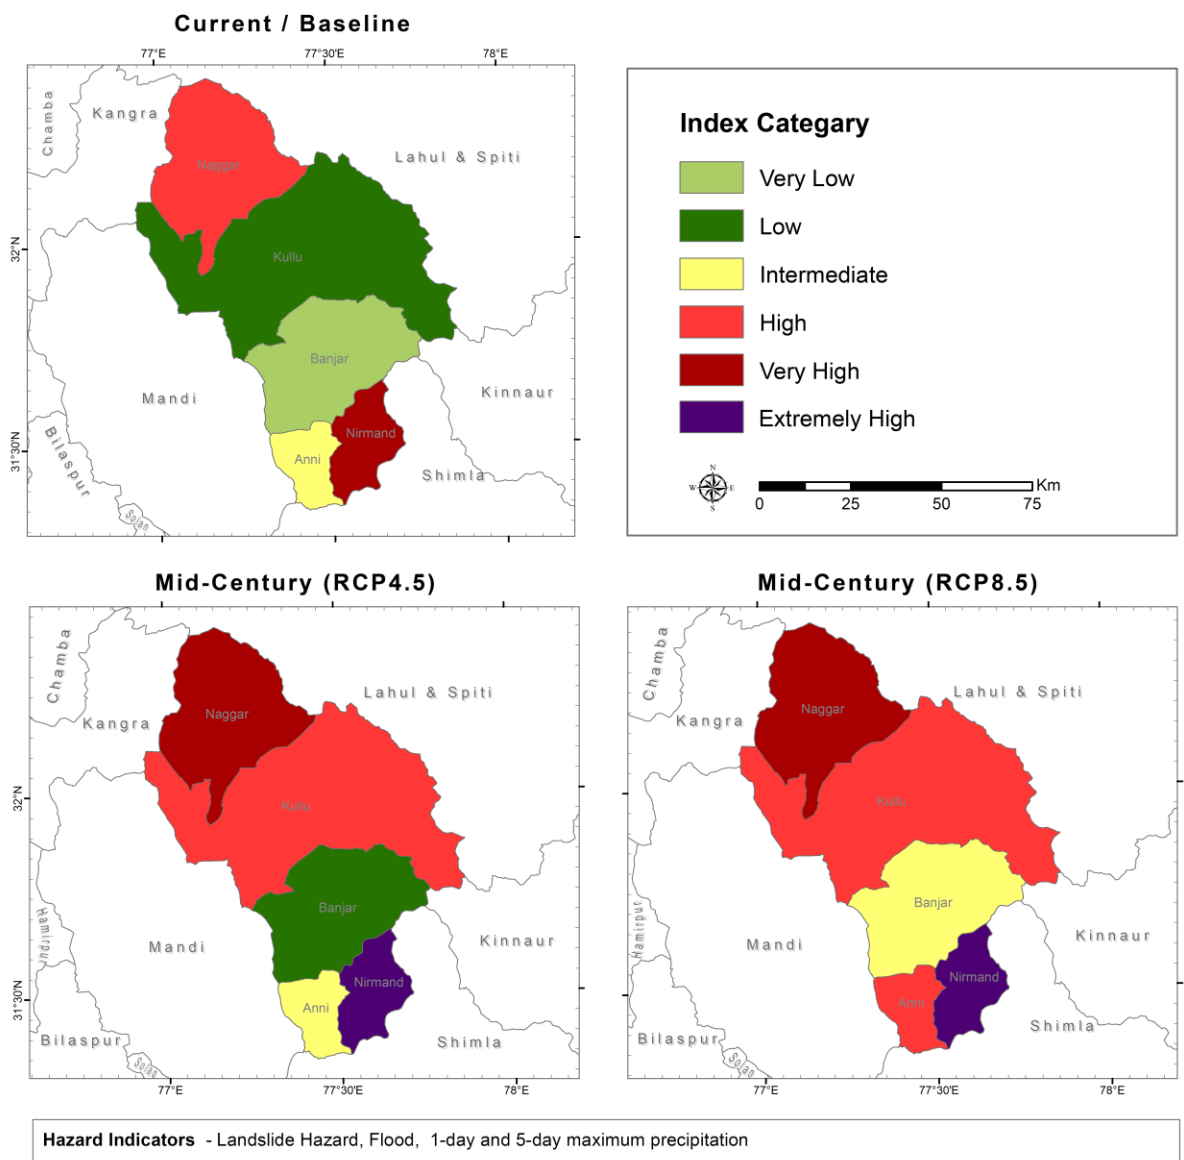 Current / Baseline
77°E
77°30'E
78°E
32°N
31°30'N
Chamba
Kangra
Lahul & Spiti
Naggar
Kullu
Banjar
Mandi
Kinnaur
Nirmand
Anni
Bilaspur
Shimla
Solan
Index Categary
Very Low
Low
Intermediate
High
Very High
Extremely High
N
W E
S
Km
0 25 50 75
Mid-Century (RCP4.5)
Chamba
Kangra
Lahul & Spiti
Naggar
32°N
Kullu
Banjar
Hamirpur
Mandi
Kinnaur
Nirmand
31°30'N
Anni
Bilaspur
Shimla
Solan
77°E
77°30'E
78°E
Mid-Century (RCP8.5)
Chamba
Kangra
Lahul & Spiti
Naggar
Kullu
Banjar
Hamirpur
Mandi
Kinnaur
Nirmand
Anni
Bilaspur
Shimla
Solan
77°E
77°30'E
78°E
Hazard Indicators - Landslide Hazard, Flood, 1-day and 5-day maximum precipitation